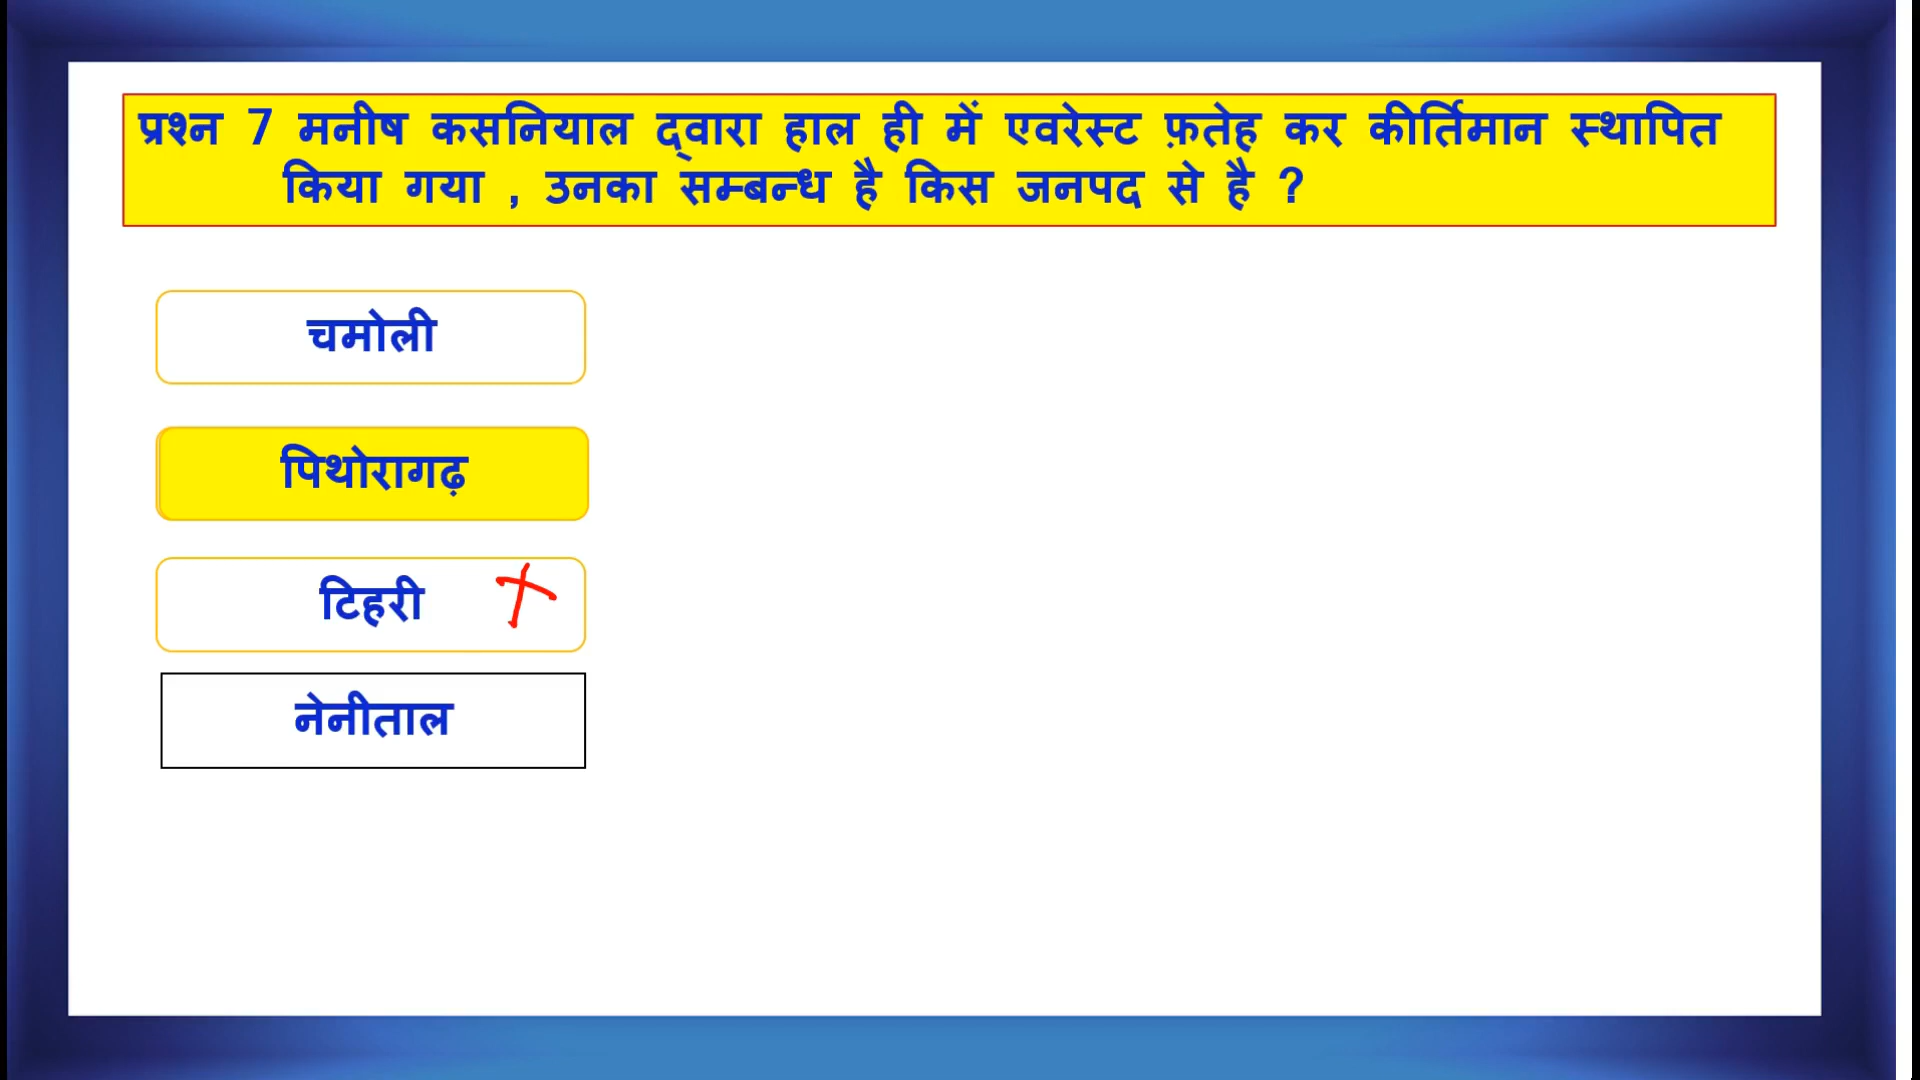 प्रश्न 7 मनीष कसनियाल द्वारा हाल ही में एवरेस्ट फ़तेह कर कीर्तिमान स्थापित
किया गया , उनका सम्बन्ध है किस जनपद से है ?
चमोली
पिथोरागढ़
टिहरी
नेनीताल